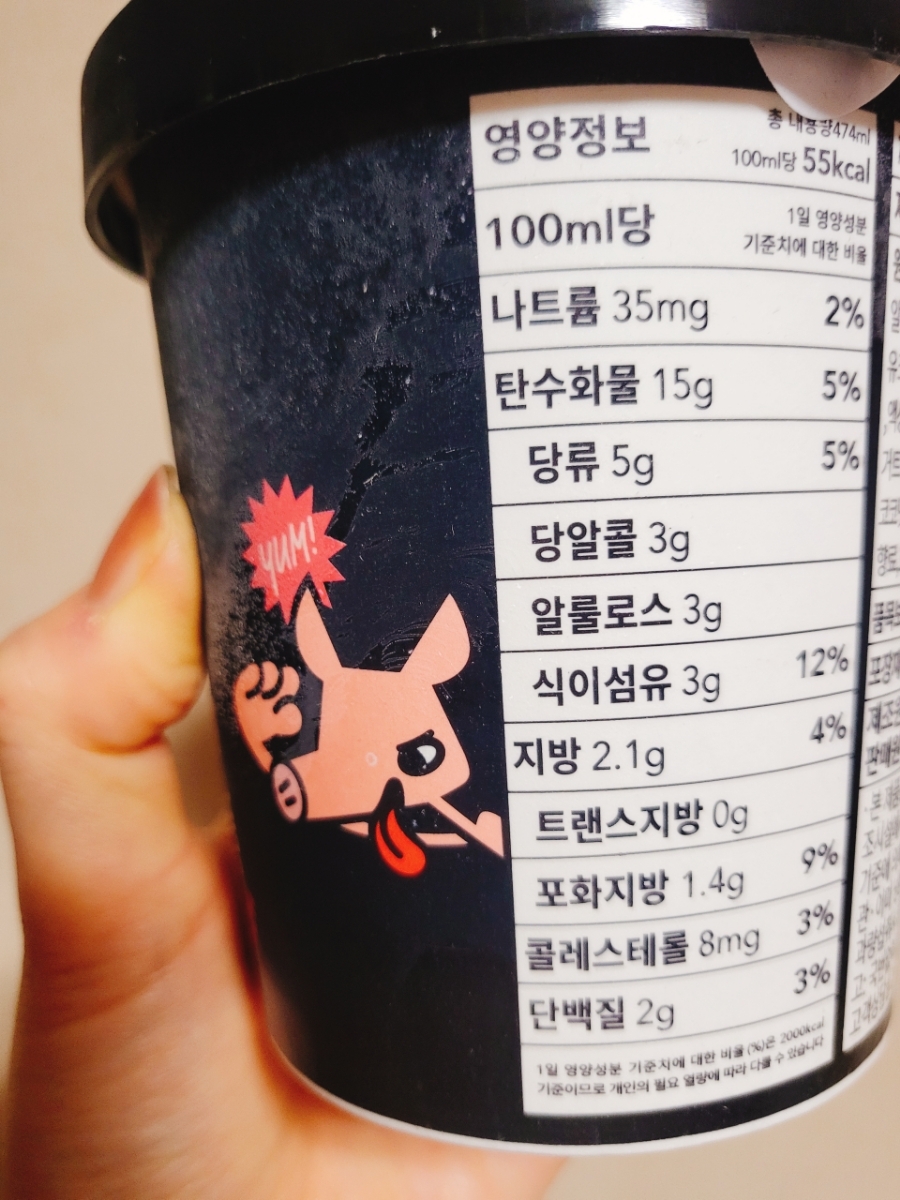 YUM!
영양정보
총 내용량474ml
100ml당 55kcal
100ml당
1일 영양성분
기준치에 대한 비율
나트륨 35mg 2%
탄수화물 15g 5%
당류 5g 5%
당알콜 3g
알룰로스 3g
식이섬유 3g 12%
지방 2.1g 4%
트랜스지방 0g
포화지방 1.4g 9%
콜레스테롤 8mg 3%
단백질 2g 3%
1일 영양성분 기준치에 대한 비율(%)은 2000kcal
기준이므로 개인의 필요 열량에 따라 다를 수 있습니다